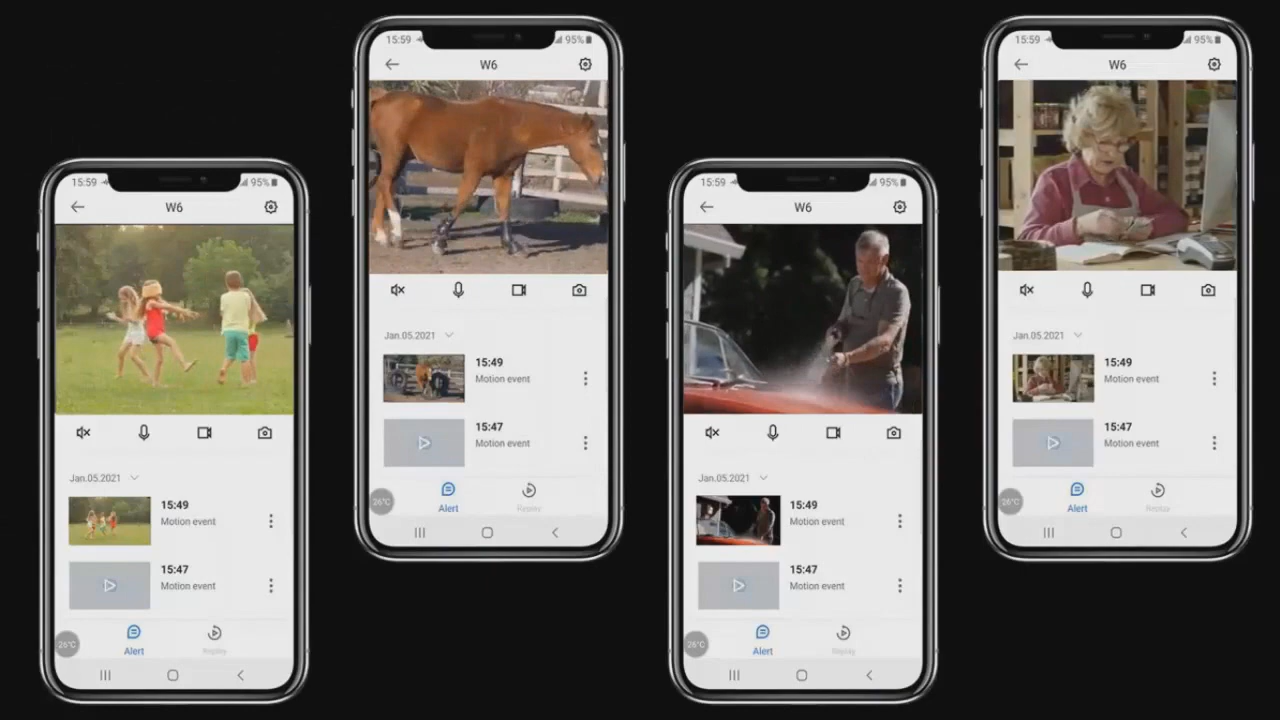 15:59 95%
W6
Jan.05.2021
15:49
Motion event
15:47
Motion event
26°C
Alert
Replay
15:59 95%
W6
Jan.05.2021
15:49
Motion event
15:47
Motion event
26°C
Alert
Replay
15:59 95%
W6
Jan.05.2021
15:49
Motion event
15:47
Motion event
26°C
Alert
Replay
15:59 95%
W6
Jan.05.2021
15:49
Motion event
15:47
Motion event
26°C
Alert
Replay